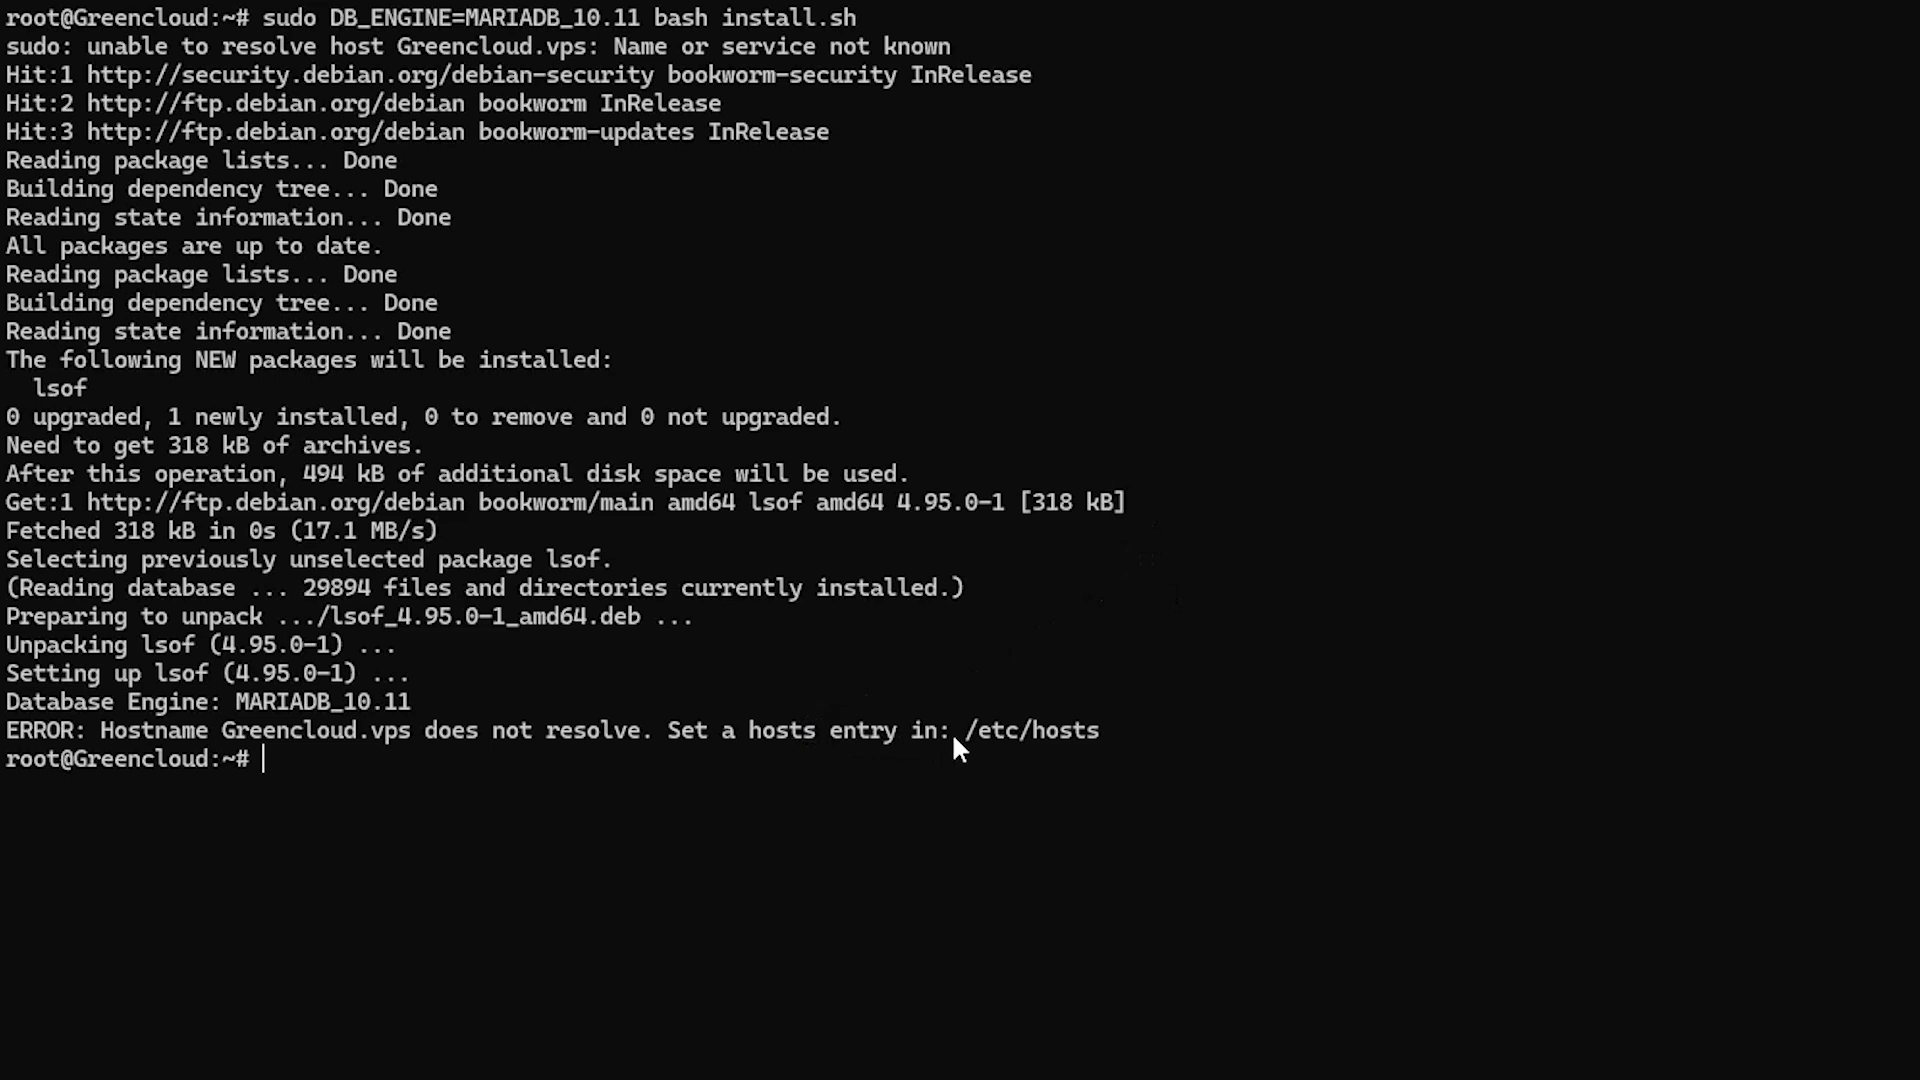 root@Greencloud:~# sudo DB_ENGINE=MARIADB_10.11 bash install.sh
sudo: unable to resolve host Greencloud.vps: Name or service not known
Hit:1 http://security.debian.org/debian-security bookworm-security InRelease
Hit:2 http://ftp.debian.org/debian bookworm InRelease
Hit:3 http://ftp.debian.org/debian bookworm-updates InRelease
Reading package lists... Done
Building dependency tree... Done
Reading state information... Done
All packages are up to date.
Reading package lists... Done
Building dependency tree... Done
Reading state information... Done
The following NEW packages will be installed:
  lsof
0 upgraded, 1 newly installed, 0 to remove and 0 not upgraded.
Need to get 318 kB of archives.
After this operation, 494 kB of additional disk space will be used.
Get:1 http://ftp.debian.org/debian bookworm/main amd64 lsof amd64 4.95.0-1 [318 kB]
Fetched 318 kB in 0s (17.1 MB/s)
Selecting previously unselected package lsof.
(Reading database ... 29894 files and directories currently installed.)
Preparing to unpack .../lsof_4.95.0-1_amd64.deb ...
Unpacking lsof (4.95.0-1) ...
Setting up lsof (4.95.0-1) ...
Database Engine: MARIADB_10.11
ERROR: Hostname Greencloud.vps does not resolve. Set a hosts entry in: /etc/hosts
root@Greencloud:~#